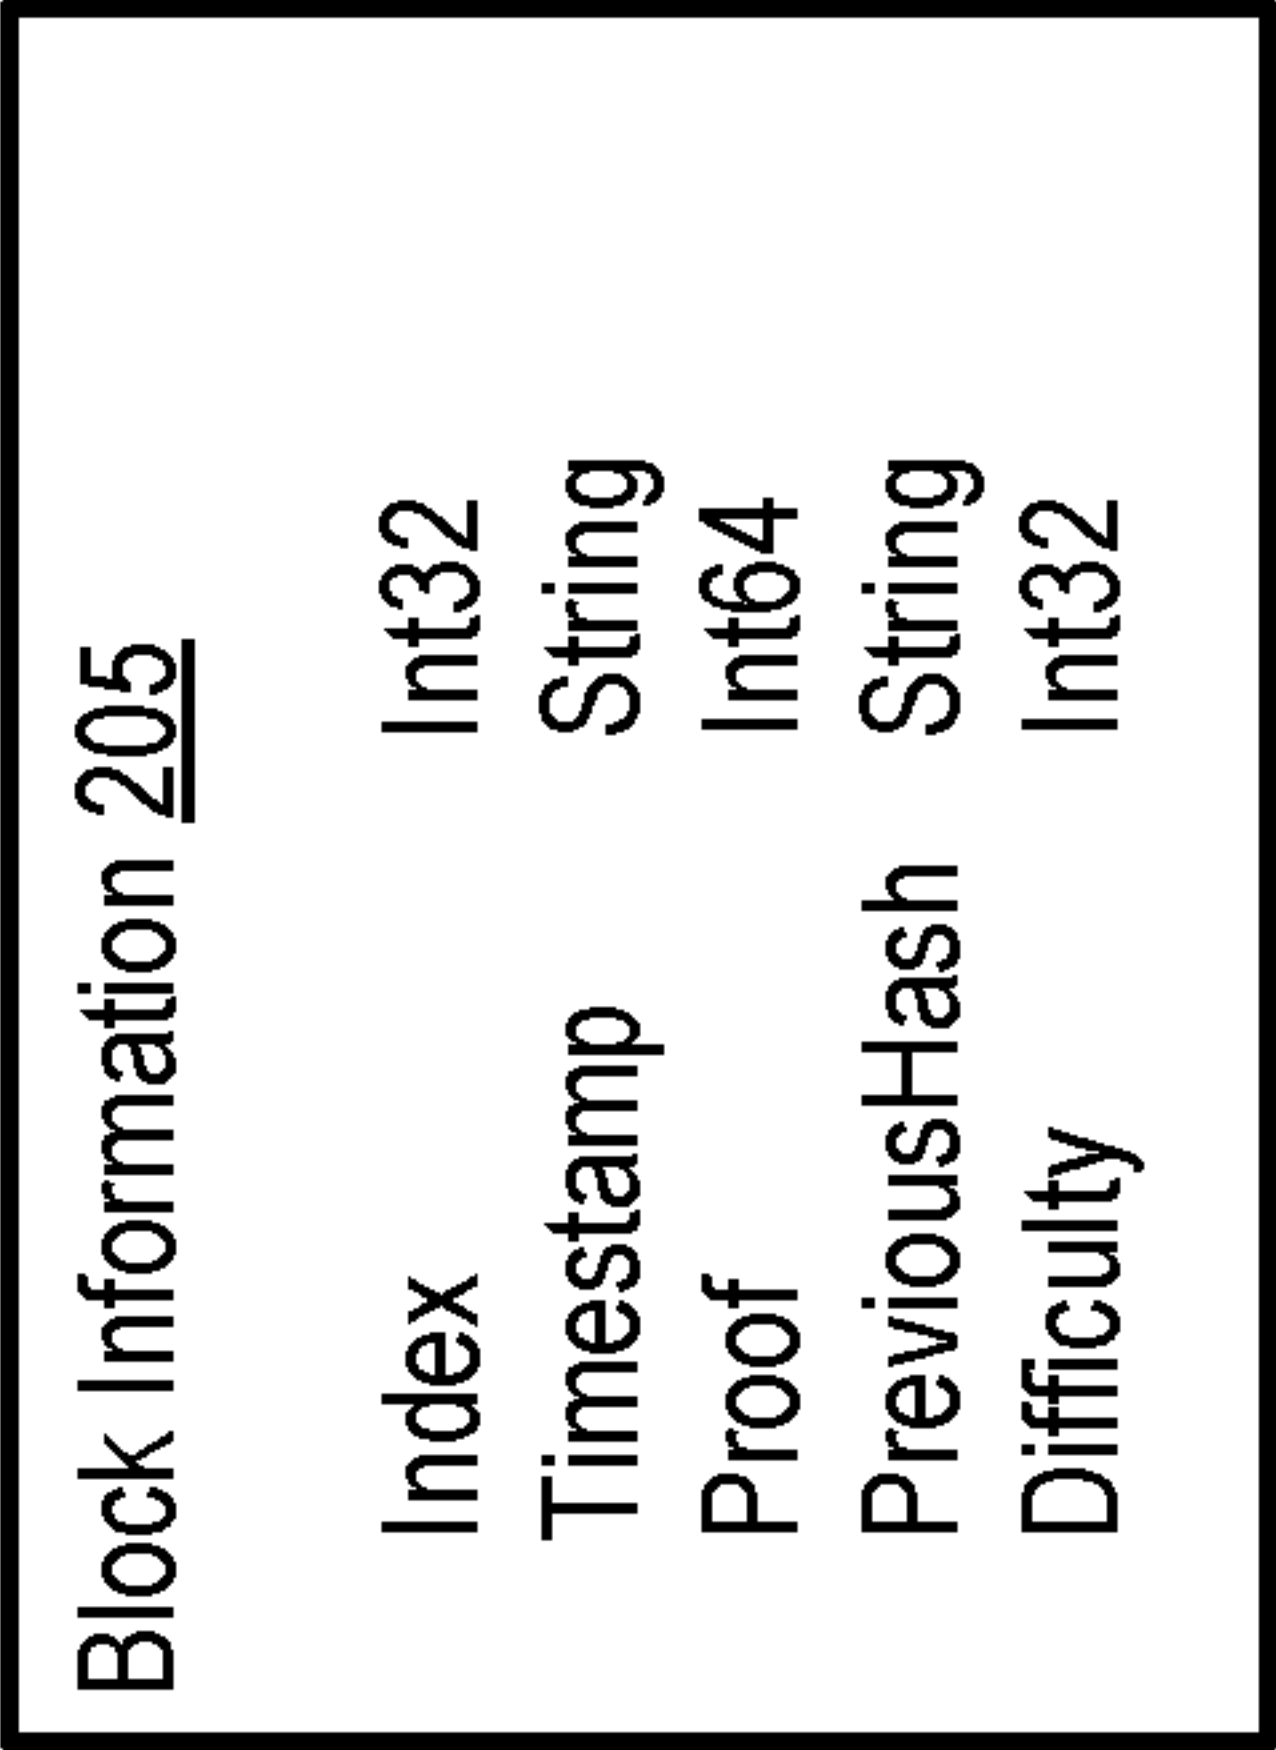 Block Information 205
Index Int32
Timestamp String
Proof Int64
PreviousHash String
Difficulty Int32